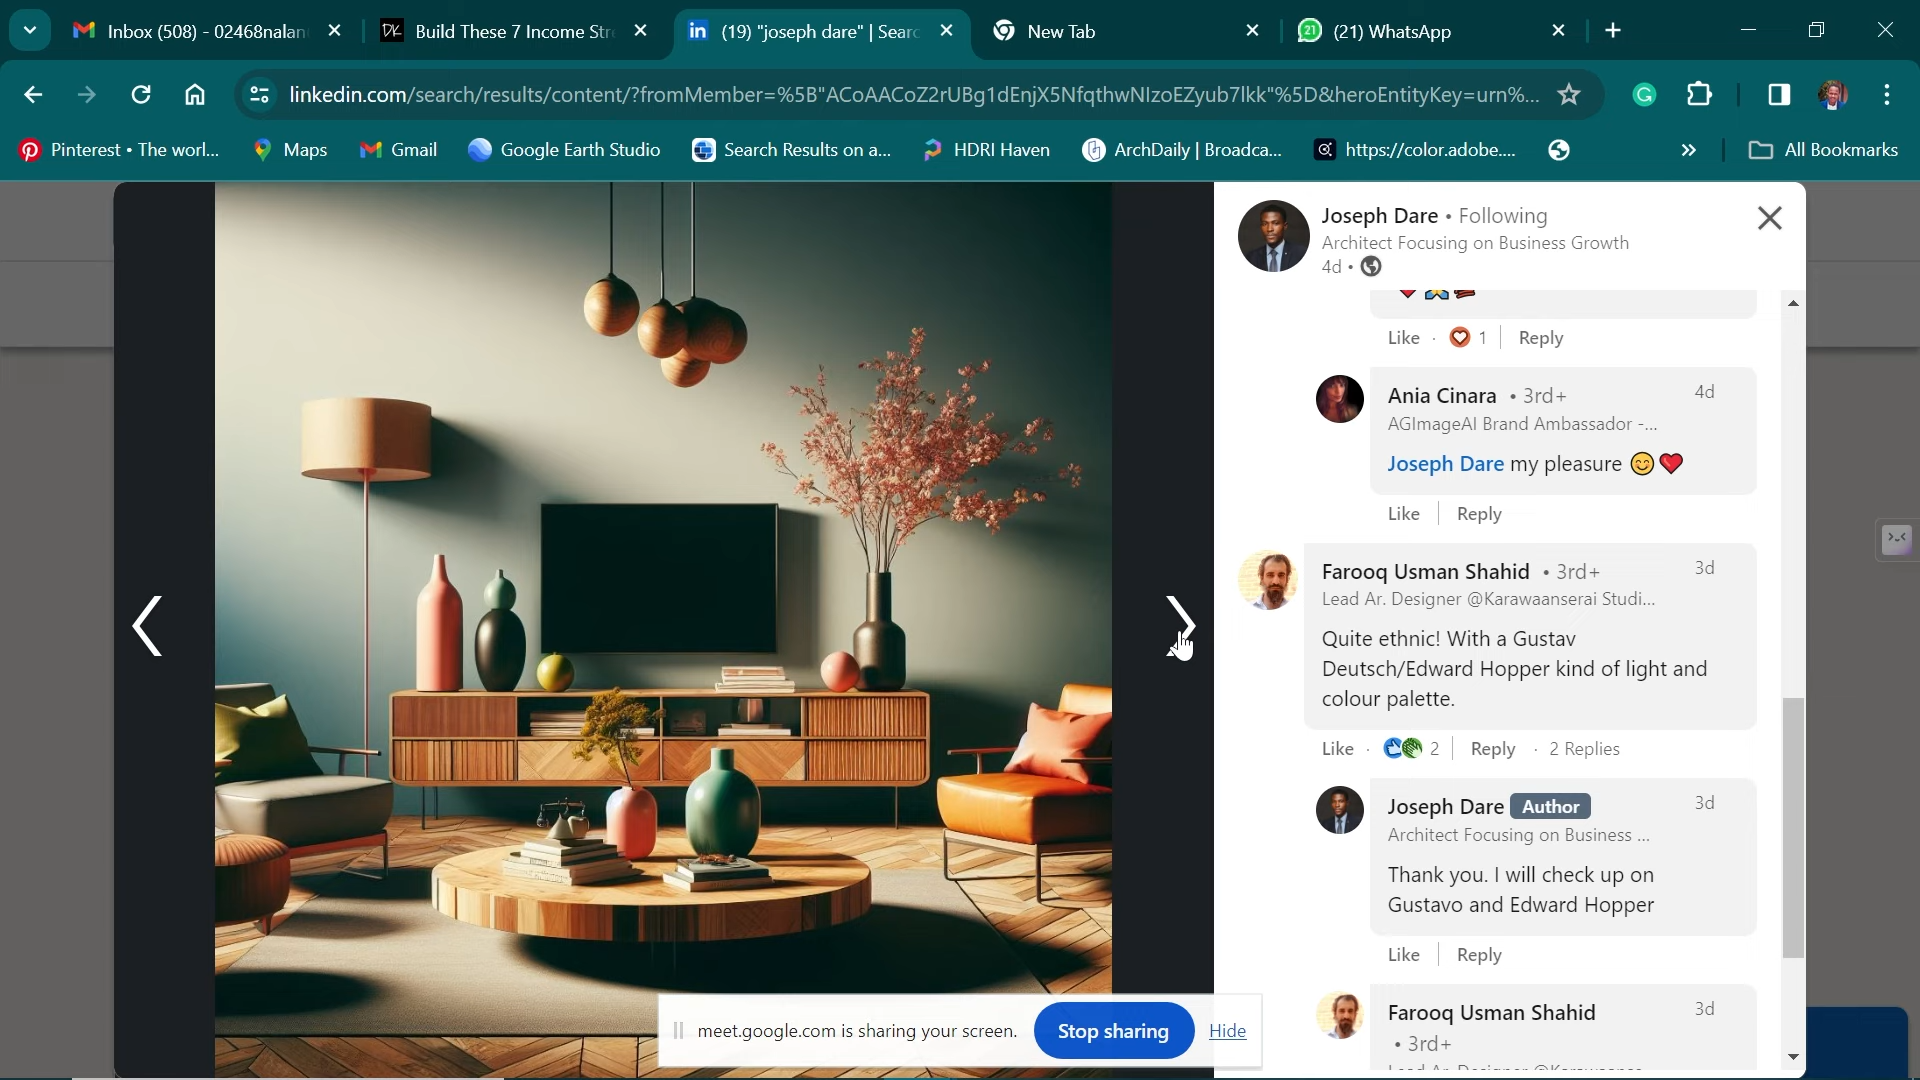 Inbox (508) - 02468nalan
Build These 7 Income Stre
(19) "joseph dare" | Searc
New Tab
21
(21) WhatsApp
linkedin.com/search/results/content/?fromMember=%5B"ACoAACoZ2rUBg1dEnjX5NfqthwNIzoEZyub7lkk"%5D&heroEntityKey=urn%...
Pinterest • The worl...
Maps
Gmail
Google Earth Studio
Search Results on a...
HDRI Haven
ArchDaily | Broadca...
https://color.adobe....
»
All Bookmarks
Joseph Dare • Following
Architect Focusing on Business Growth
4d •
Like · 1 Reply
Ania Cinara • 3rd+ 4d
AGImageAI Brand Ambassador -...
Joseph Dare my pleasure 😊❤️
Like Reply
Farooq Usman Shahid • 3rd+ 3d
Lead Ar. Designer @Karawaanserai Studi...
Quite ethnic! With a Gustav
Deutsch/Edward Hopper kind of light and
colour palette.
Like · 2 Reply · 2 Replies
Joseph Dare Author 3d
Architect Focusing on Business ...
Thank you. I will check up on
Gustavo and Edward Hopper
Like Reply
Farooq Usman Shahid 3d
• 3rd+
meet.google.com is sharing your screen.
Stop sharing
Hide